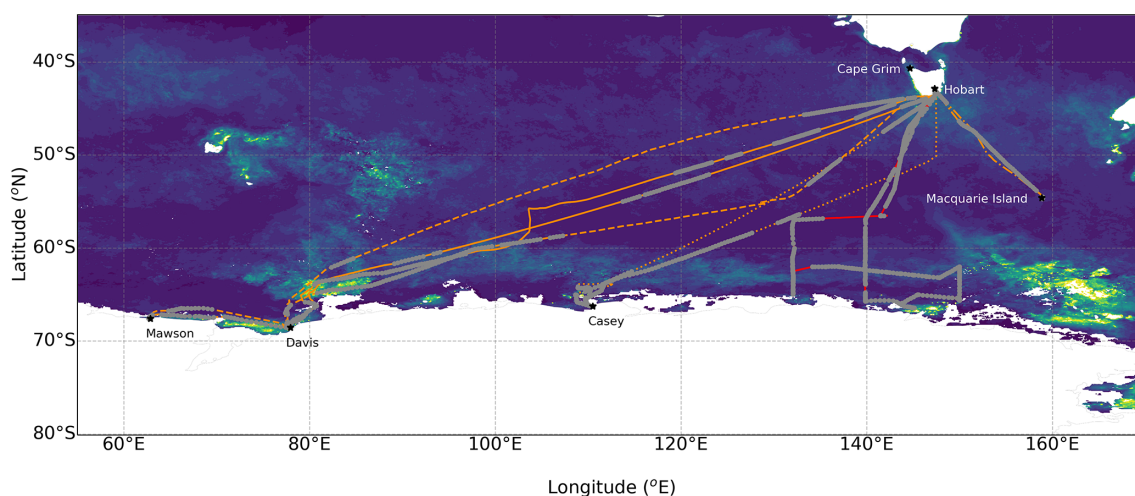 40°S
50°S
60°S
70°S
80°S
Latitude (°N)
Cape Grim
Hobart
Macquarie Island
Mawson
Davis
Casey
60°E
80°E
100°E
120°E
140°E
160°E
Longitude (°E)